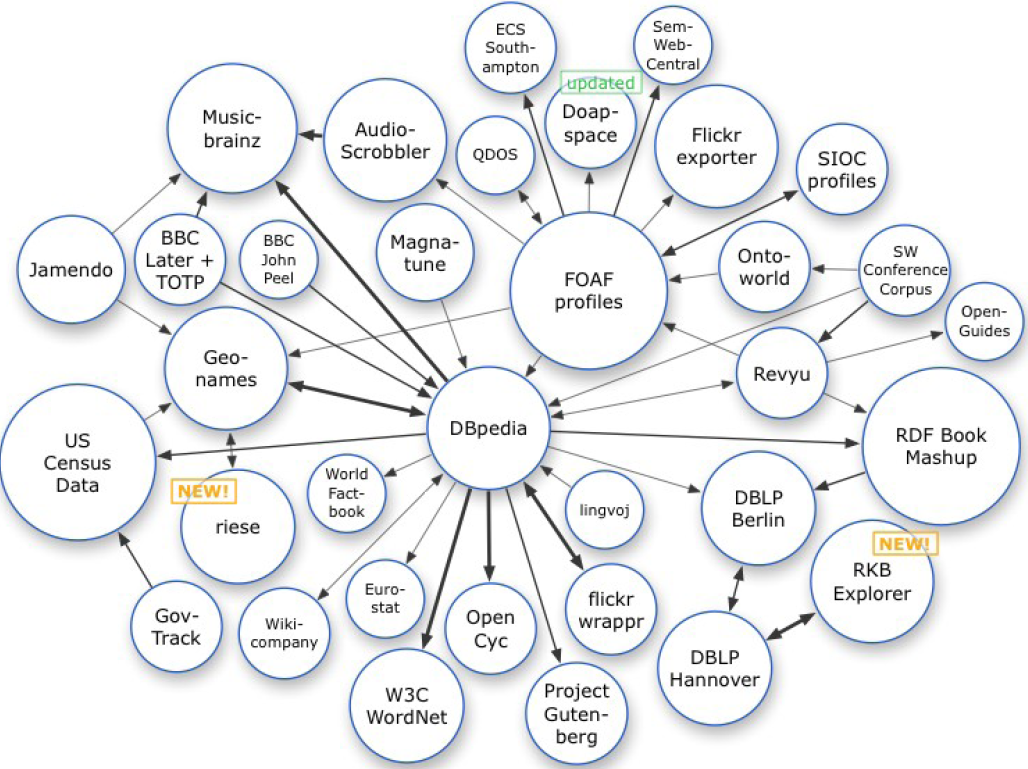 ECS
South-
ampton
Sem-
Web-
Central
updated
Doap-
space
Music-
brainz
Audio-
Scrobbler
QDOS
Flickr
exporter
SIOC
profiles
Jamendo
BBC
Later +
TOTP
BBC
John
Peel
Magna-
tune
FOAF
profiles
Onto-
world
SW
Conference
Corpus
Open-
Guides
Geo-
names
Revyu
DBpedia
US
Census
Data
RDF Book
Mashup
NEW!
riese
World
Fact-
book
lingvoj
DBLP
Berlin
NEW!
RKB
Explorer
Gov-
Track
Wiki-
company
Euro-
stat
Open
Cyc
flickr
wrappr
DBLP
Hannover
W3C
WordNet
Project
Guten-
berg